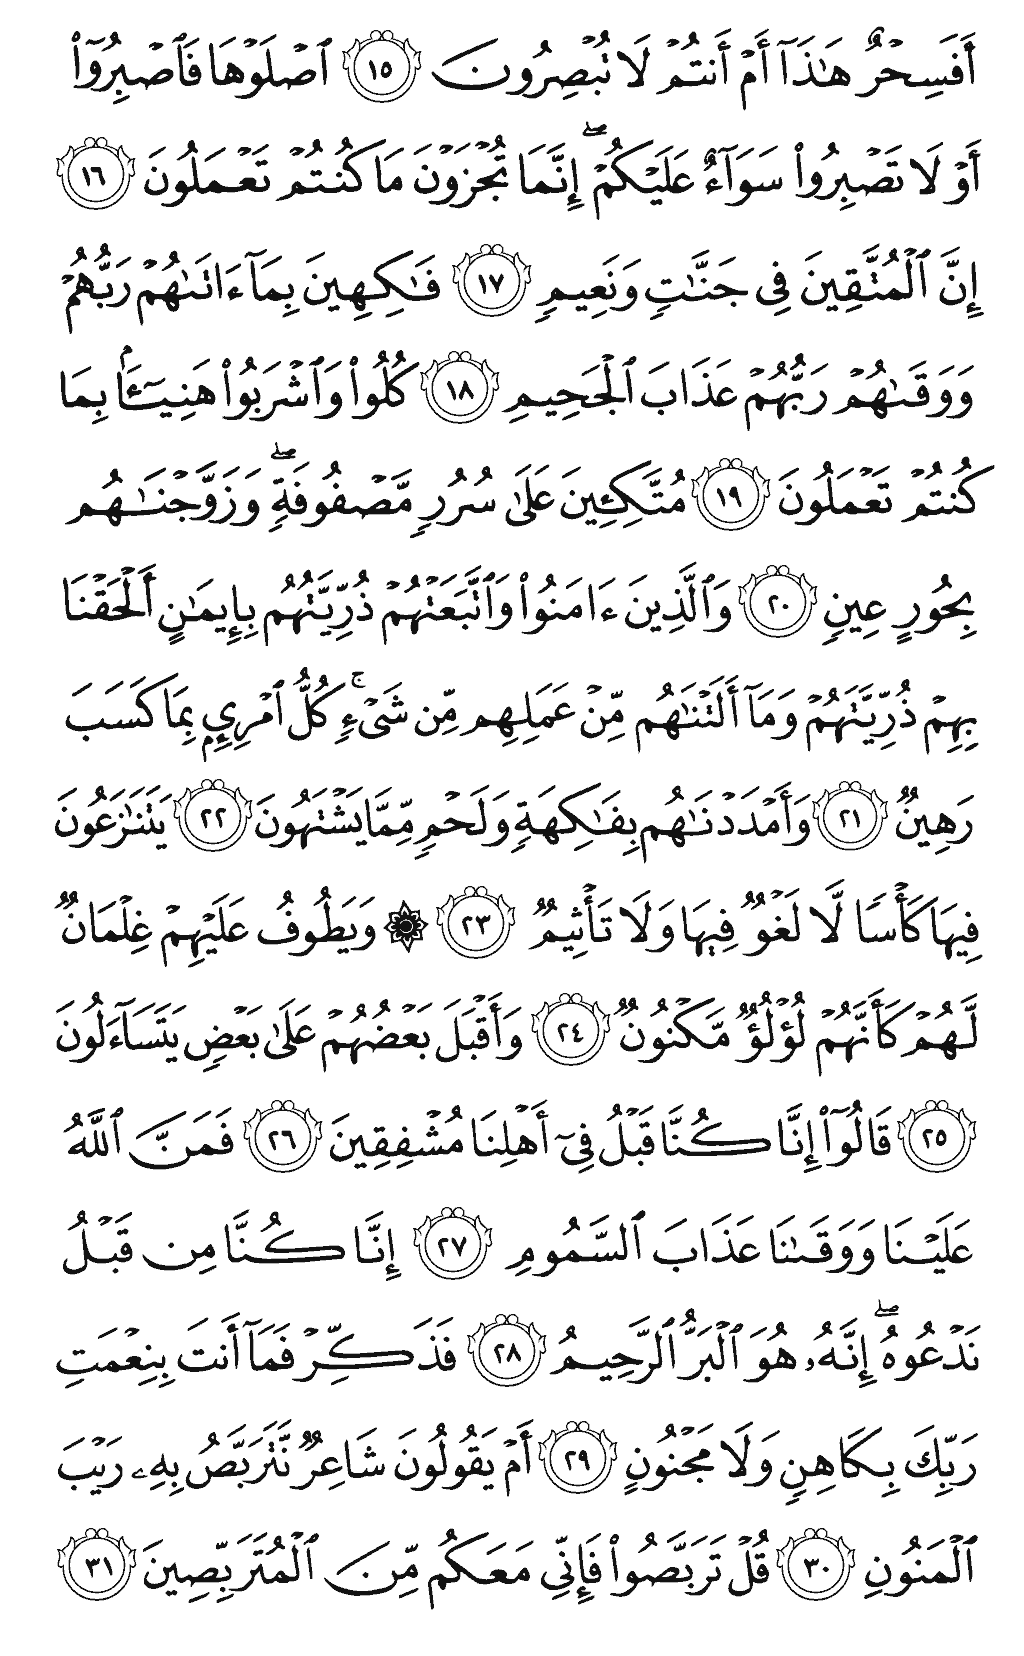 أَفَسِحْرٌ هَٰذَآ أَمْ أَنتُمْ لَا تُبْصِرُونَ ١٥ ٱصْلَوْهَا فَٱصْبِرُوٓا۟
أَوْ لَا تَصْبِرُوا۟ سَوَآءٌ عَلَيْكُمْ ۖ إِنَّمَا تُجْزَوْنَ مَا كُنتُمْ تَعْمَلُونَ ١٦
إِنَّ ٱلْمُتَّقِينَ فِى جَنَّٰتٍ وَنَعِيمٍ ١٧ فَٰكِهِينَ بِمَآ ءَاتَىٰهُمْ رَبُّهُمْ
وَوَقَىٰهُمْ رَبُّهُمْ عَذَابَ ٱلْجَحِيمِ ١٨ كُلُوا۟ وَٱشْرَبُوا۟ هَنِيٓـًٔۢا بِمَا
كُنتُمْ تَعْمَلُونَ ١٩ مُتَّكِـِٔينَ عَلَىٰ سُرُرٍ مَّصْفُوفَةٍ ۖ وَزَوَّجْنَٰهُم
بِحُورٍ عِينٍ ٢٠ وَٱلَّذِينَ ءَامَنُوا۟ وَٱتَّبَعَتْهُمْ ذُرِّيَّتُهُم بِإِيمَٰنٍ أَلْحَقْنَا
بِهِمْ ذُرِّيَّتَهُمْ وَمَآ أَلَتْنَٰهُم مِّنْ عَمَلِهِم مِّن شَىْءٍ ۚ كُلُّ ٱمْرِئٍۭ بِمَا كَسَبَ
رَهِينٌ ٢١ وَأَمْدَدْنَٰهُم بِفَٰكِهَةٍ وَلَحْمٍ مِّمَّا يَشْتَهُونَ ٢٢ يَتَنَٰزَعُونَ
فِيهَا كَأْسًا لَّا لَغْوٌ فِيهَا وَلَا تَأْثِيمٌ ٢٣ ۞ وَيَطُوفُ عَلَيْهِمْ غِلْمَانٌ
لَّهُمْ كَأَنَّهُمْ لُؤْلُؤٌ مَّكْنُونٌ ٢٤ وَأَقْبَلَ بَعْضُهُمْ عَلَىٰ بَعْضٍ يَتَسَآءَلُونَ
٢٥ قَالُوٓا۟ إِنَّا كُنَّا قَبْلُ فِىٓ أَهْلِنَا مُشْفِقِينَ ٢٦ فَمَنَّ ٱللَّهُ
عَلَيْنَا وَوَقَىٰنَا عَذَابَ ٱلسَّمُومِ ٢٧ إِنَّا كُنَّا مِن قَبْلُ
نَدْعُوهُ ۖ إِنَّهُۥ هُوَ ٱلْبَرُّ ٱلرَّحِيمُ ٢٨ فَذَكِّرْ فَمَآ أَنتَ بِنِعْمَتِ
رَبِّكَ بِكَاهِنٍ وَلَا مَجْنُونٍ ٢٩ أَمْ يَقُولُونَ شَاعِرٌ نَّتَرَبَّصُ بِهِۦ رَيْبَ
ٱلْمَنُونِ ٣٠ قُلْ تَرَبَّصُوا۟ فَإِنِّى مَعَكُم مِّنَ ٱلْمُتَرَبِّصِينَ ٣١